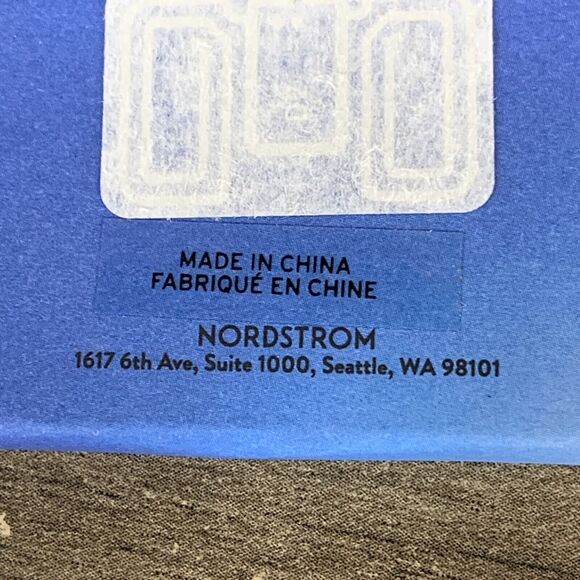 MADE IN CHINA
FABRIQUÉ EN CHINE
NORDSTROM
1617 6th Ave, Suite 1000, Seattle, WA 98101